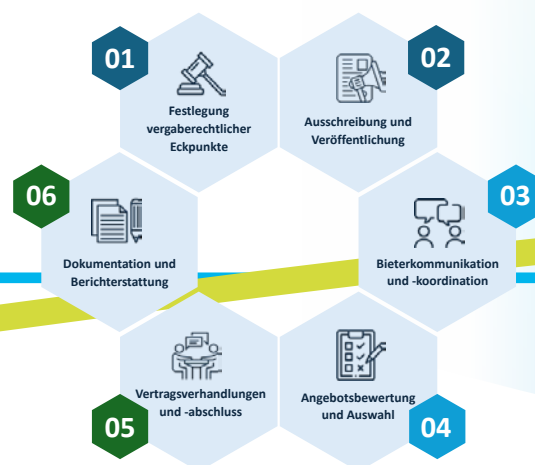 01
Festlegung
vergaberechtlicher
Eckpunkte
02
Ausschreibung und
Veröffentlichung
03
Bieterkommunikation
und -koordination
04
Angebotsbewertung
und Auswahl
05
Vertragsverhandlungen
und -abschluss
06
Dokumentation und
Berichterstattung